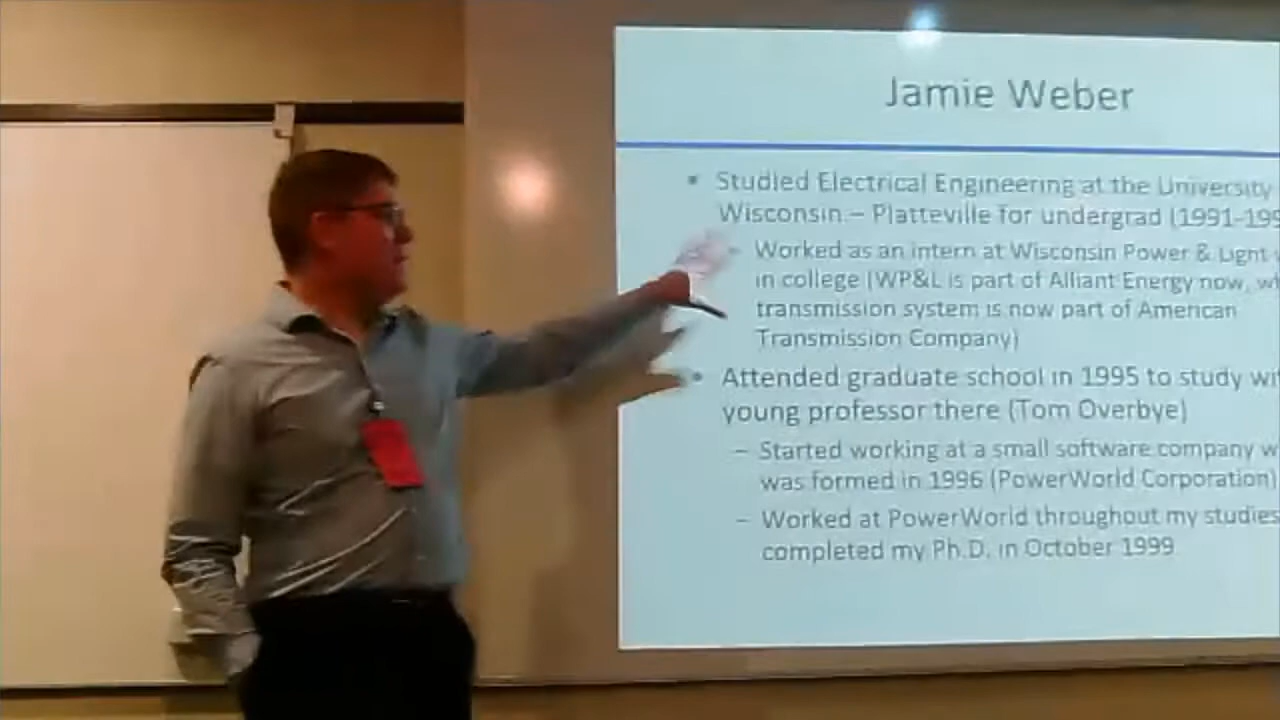 Jamie Weber
• Studied Electrical Engineering at the University
Wisconsin – Platteville for undergrad (1991-199
– Worked as an intern at Wisconsin Power & Light
in college (WP&L is part of Alliant Energy now,
transmission system is now part of American
Transmission Company)
• Attended graduate school in 1995 to study
young professor there (Tom Overbye)
– Started working at a small software company
was formed in 1996 (PowerWorld Corporation)
– Worked at PowerWorld throughout my studies
completed my Ph.D. in October 1999